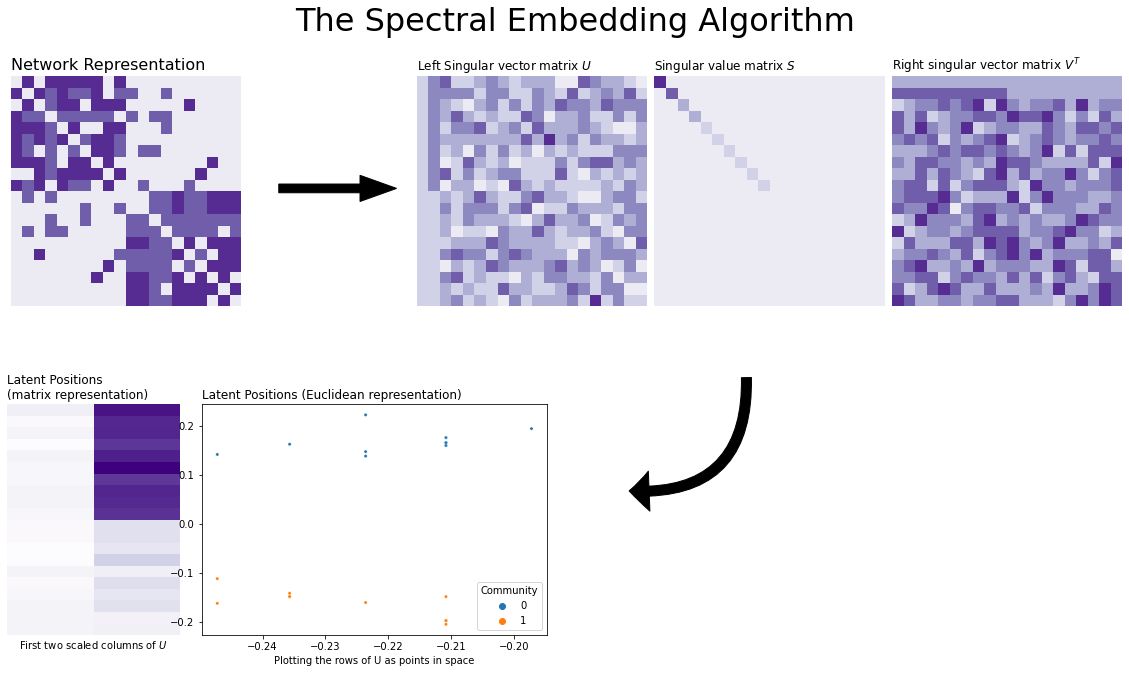 The Spectral Embedding Algorithm
Network Representation
Left Singular vector matrix U
Singular value matrix S
Right singular vector matrix V^T
Latent Positions
(matrix representation)
First two scaled columns of U
Latent Positions (Euclidean representation)
0.2
0.1
0.0
−0.1
−0.2
−0.24
−0.23
−0.22
−0.21
−0.20
Plotting the rows of U as points in space
Community
0
1